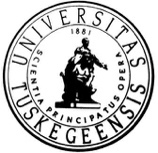 UNIVERSITAS
TUSKEGEENSIS
1881
SCIENTIA PRINCIPATUS OPERA